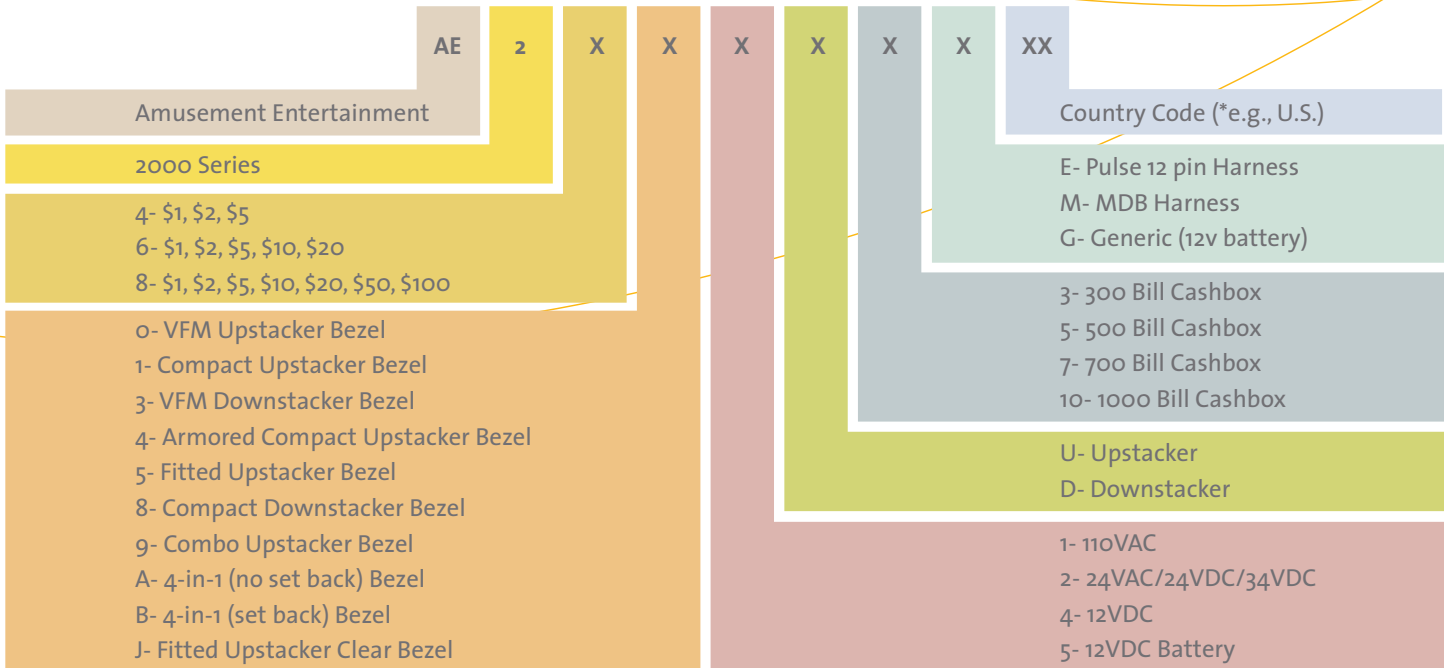 AE 2 X X X X X X XX
Amusement Entertainment
2000 Series
4- $1, $2, $5
6- $1, $2, $5, $10, $20
8- $1, $2, $5, $10, $20, $50, $100
0- VFM Upstacker Bezel
1- Compact Upstacker Bezel
3- VFM Downstacker Bezel
4- Armored Compact Upstacker Bezel
5- Fitted Upstacker Bezel
8- Compact Downstacker Bezel
9- Combo Upstacker Bezel
A- 4-in-1 (no set back) Bezel
B- 4-in-1 (set back) Bezel
J- Fitted Upstacker Clear Bezel
Country Code (*e.g., U.S.)
E- Pulse 12 pin Harness
M- MDB Harness
G- Generic (12v battery)
3- 300 Bill Cashbox
5- 500 Bill Cashbox
7- 700 Bill Cashbox
10- 1000 Bill Cashbox
U- Upstacker
D- Downstacker
1- 110VAC
2- 24VAC/24VDC/34VDC
4- 12VDC
5- 12VDC Battery